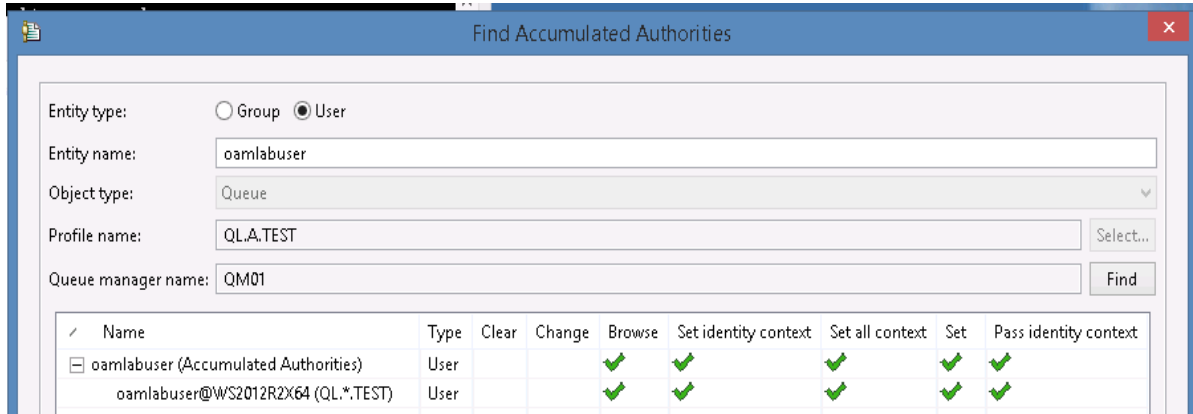 Find Accumulated Authorities
Entity type: Group User
Entity name: oamlabuser
Object type: Queue
Profile name: QL.A.TEST Select...
Queue manager name: QM01 Find
Name Type Clear Change Browse Set identity context Set all context Set Pass identity context
oamlabuser (Accumulated Authorities) User
oamlabuser@WS2012R2X64 (QL.*.TEST) User